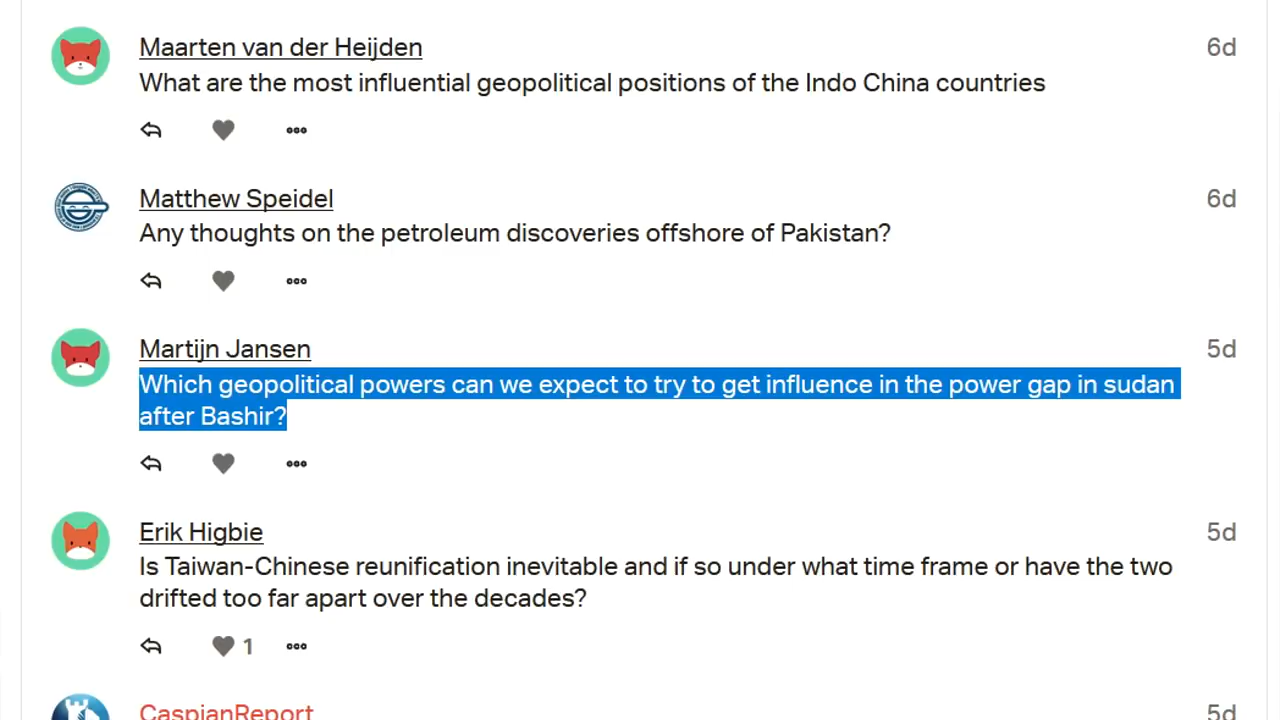 Maarten van der Heijden
6d
What are the most influential geopolitical positions of the Indo China countries
Matthew Speidel
6d
Any thoughts on the petroleum discoveries offshore of Pakistan?
Martijn Jansen
5d
Which geopolitical powers can we expect to try to get influence in the power gap in sudan
after Bashir?
Erik Higbie
5d
Is Taiwan-Chinese reunification inevitable and if so under what time frame or have the two
drifted too far apart over the decades?
1
CaspianReport
5d